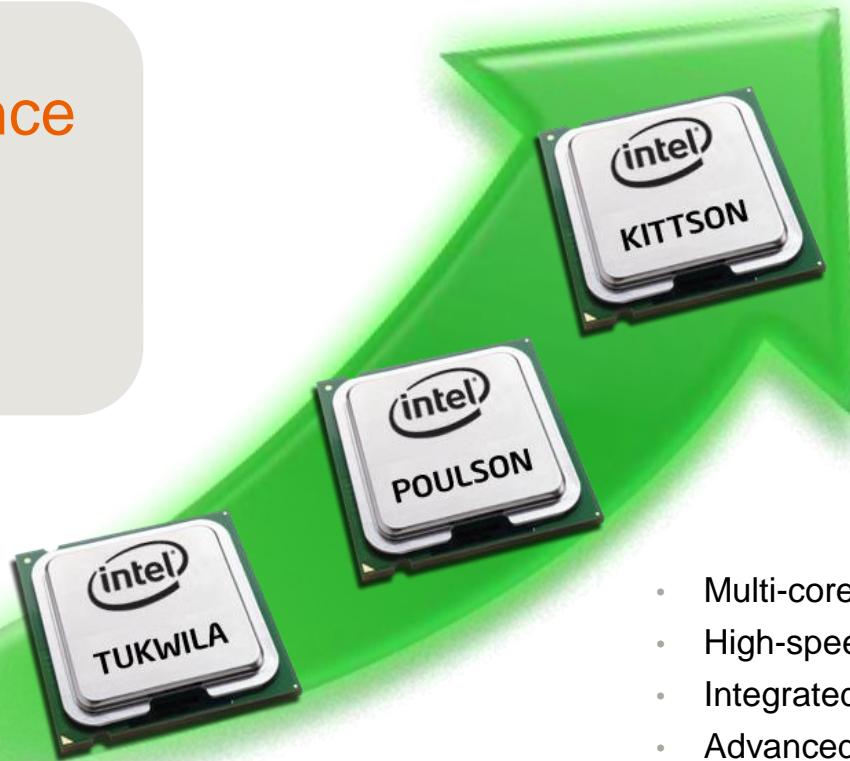 nce
intel
KITTSON
intel
POULSON
intel
TUKWILA
• Multi-core
• High-spee
• Integrated
• Advanced